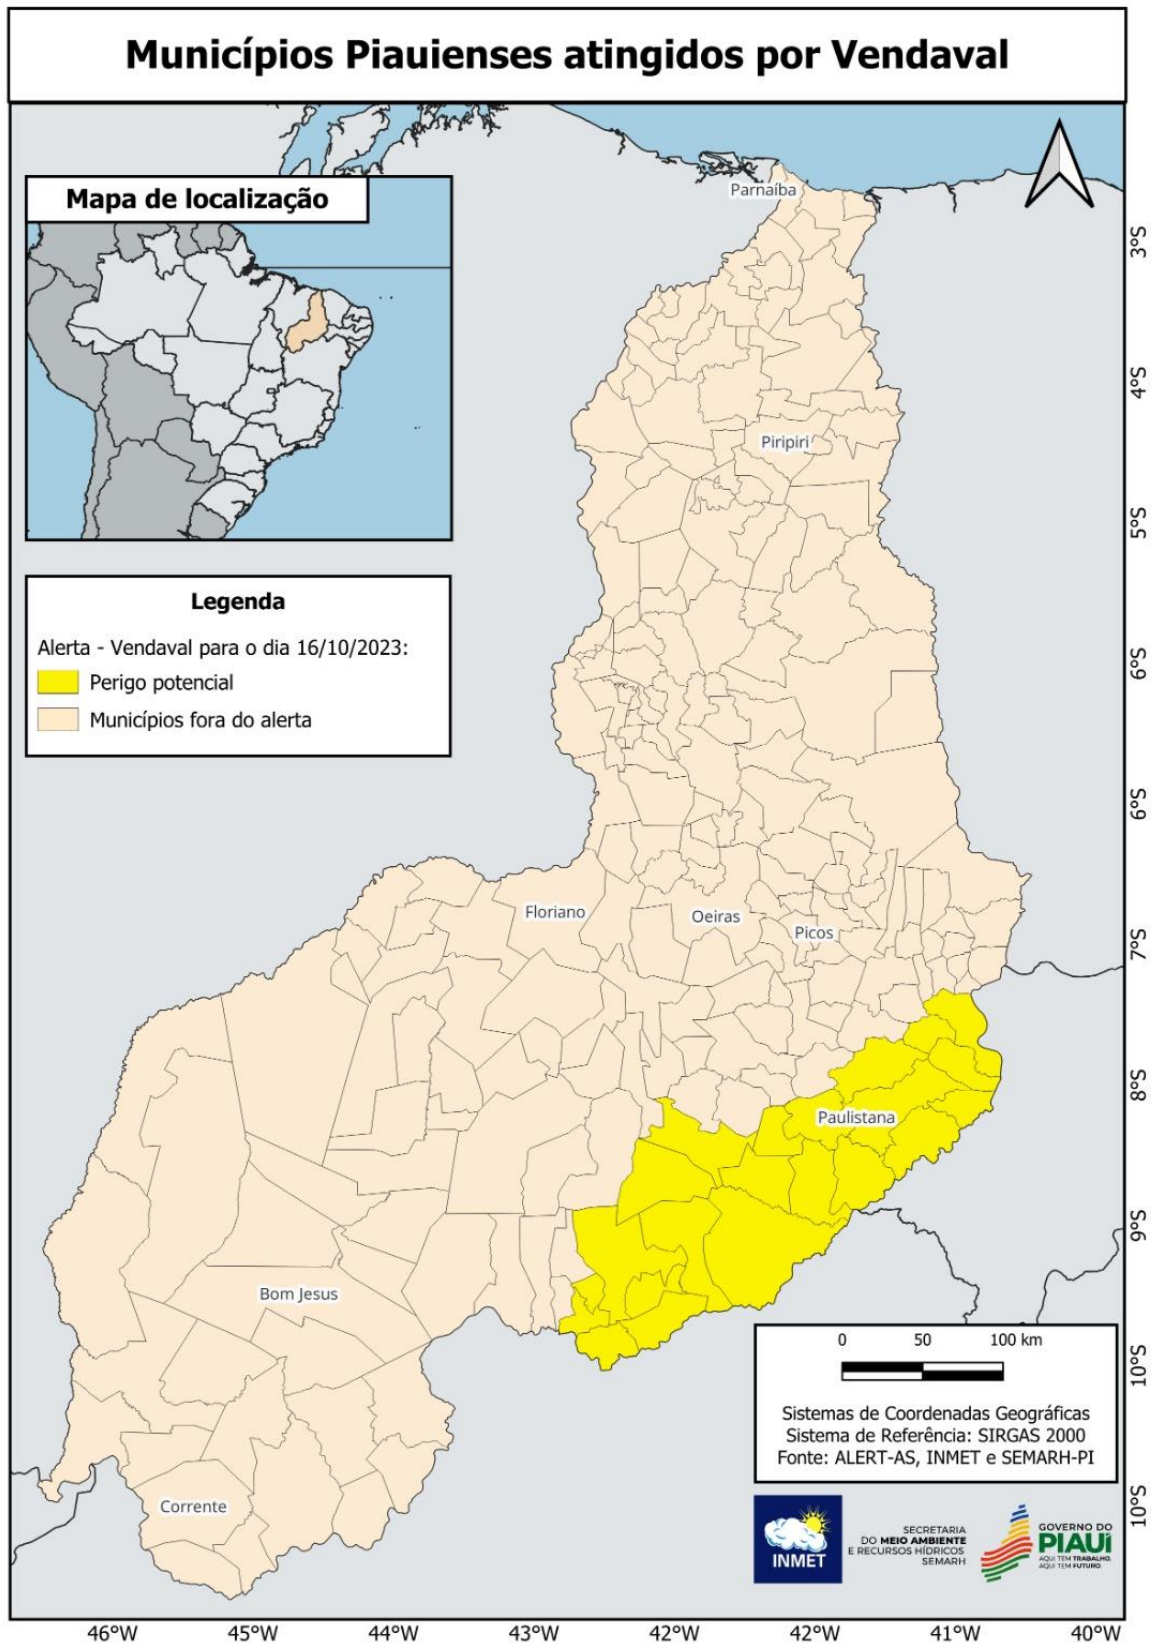 Municípios Piauienses atingidos por Vendaval
Mapa de localização
Parnaíba
3°S
4°S
Piripiri
5°S
Legenda
Alerta - Vendaval para o dia 16/10/2023:
Perigo potencial
Municípios fora do alerta
6°S
6°S
Floriano
Oeiras
Picos
7°S
8°S
Paulistana
9°S
Bom Jesus
0 50 100 km
10°S
Sistemas de Coordenadas Geográficas
Sistema de Referência: SIRGAS 2000
Fonte: ALERT-AS, INMET e SEMARH-PI
Corrente
10°S
INMET
SECRETARIA
DO MEIO AMBIENTE
E RECURSOS HÍDRICOS
SEMARH
GOVERNO DO
PIAUÍ
AQUI TEM TRABALHO.
AQUI TEM FUTURO.
46°W 45°W 44°W 43°W 42°W 42°W 41°W 40°W